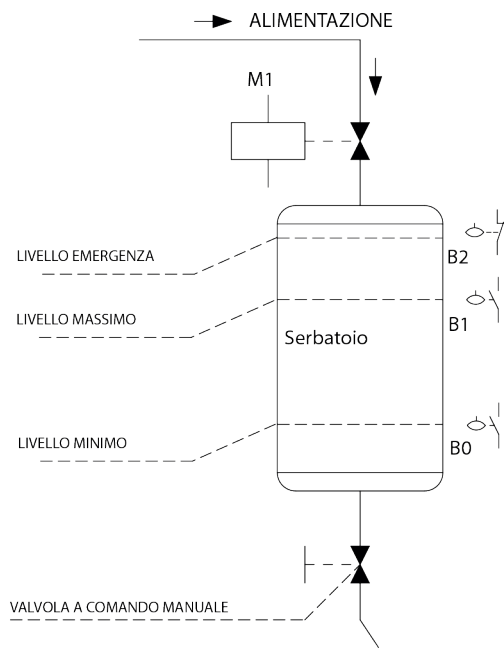 ALIMENTAZIONE
M1
LIVELLO EMERGENZA
B2
LIVELLO MASSIMO
B1
Serbatoio
LIVELLO MINIMO
B0
VALVOLA A COMANDO MANUALE